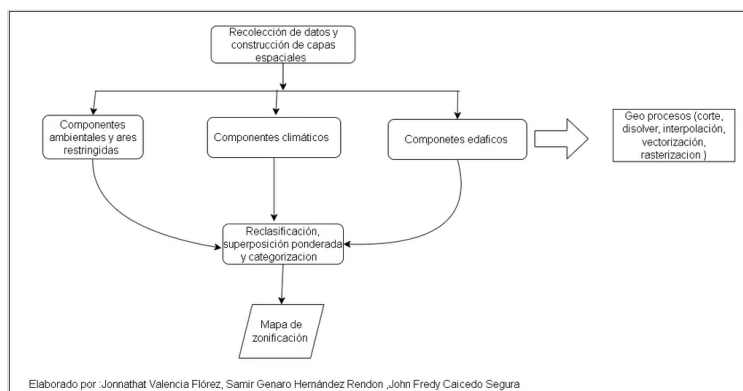 Recolección de datos y
construcción de capas
espaciales
Componentes
ambientales y ares
restringidas
Componentes climáticos
Componetes edaficos
Geo procesos (corte,
disolver, interpolación,
vectorización,
rasterizacion )
Reclasificación,
superposición ponderada
y categorizacion
Mapa de
zonificación
Elaborado por :Jonnathat Valencia Flórez, Samir Genaro Hernández Rendon ,John Fredy Caicedo Segura